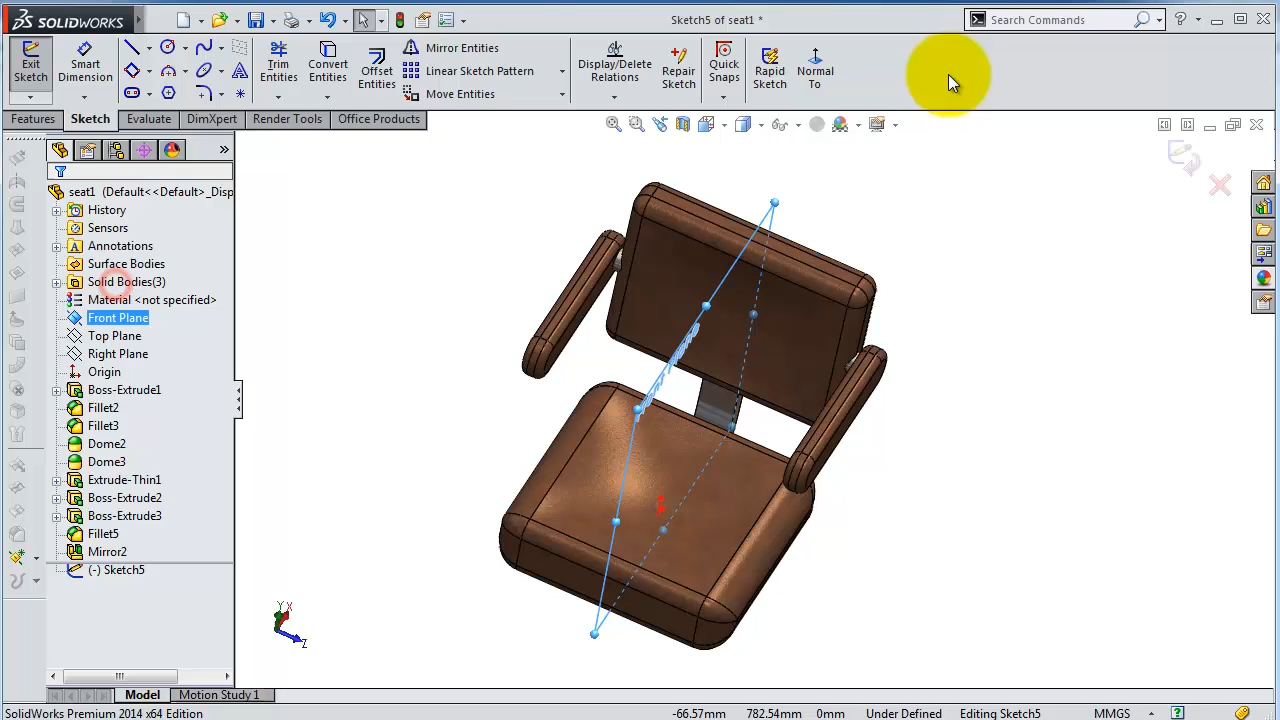 SOLIDWORKS
Sketch5 of seat1 *
Search Commands
Exit Sketch
Smart Dimension
Trim Entities
Convert Entities
Offset Entities
Mirror Entities
Linear Sketch Pattern
Move Entities
Display/Delete Relations
Repair Sketch
Quick Snaps
Rapid Sketch
Normal To
Features
Sketch
Evaluate
DimXpert
Render Tools
Office Products
seat1 (Default<<Default>_Disp
History
Sensors
Annotations
Surface Bodies
Solid Bodies(3)
Material <not specified>
Front Plane
Top Plane
Right Plane
Origin
Boss-Extrude1
Fillet2
Fillet3
Dome2
Dome3
Extrude-Thin1
Boss-Extrude2
Boss-Extrude3
Fillet5
Mirror2
(-) Sketch5
Y X
Z
Model
Motion Study 1
SolidWorks Premium 2014 x64 Edition
-66.57mm
782.54mm
0mm
Under Defined
Editing Sketch5
MMGS